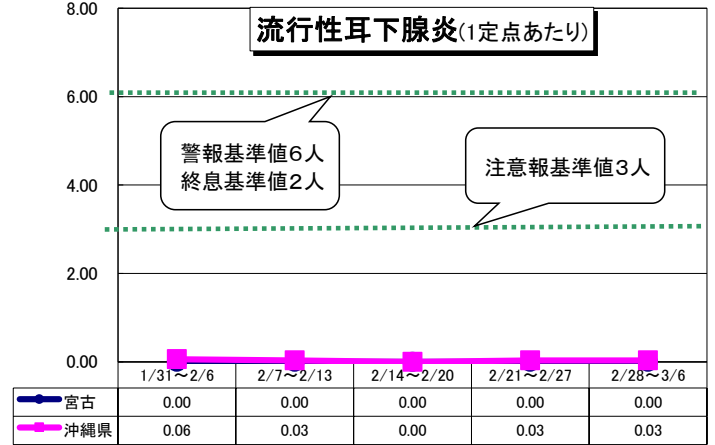 流行性耳下腺炎(1定点あたり)
8.00
6.00
警報基準値6人
終息基準値2人
注意報基準値3人
4.00
2.00
0.00
1/31～2/6 2/7～2/13 2/14～2/20 2/21～2/27 2/28～3/6
宮古 0.00 0.00 0.00 0.00 0.00
沖縄県 0.06 0.03 0.00 0.03 0.03